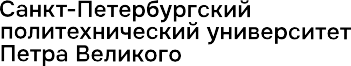 Санкт-Петербургский
политехнический университет
Петра Великого